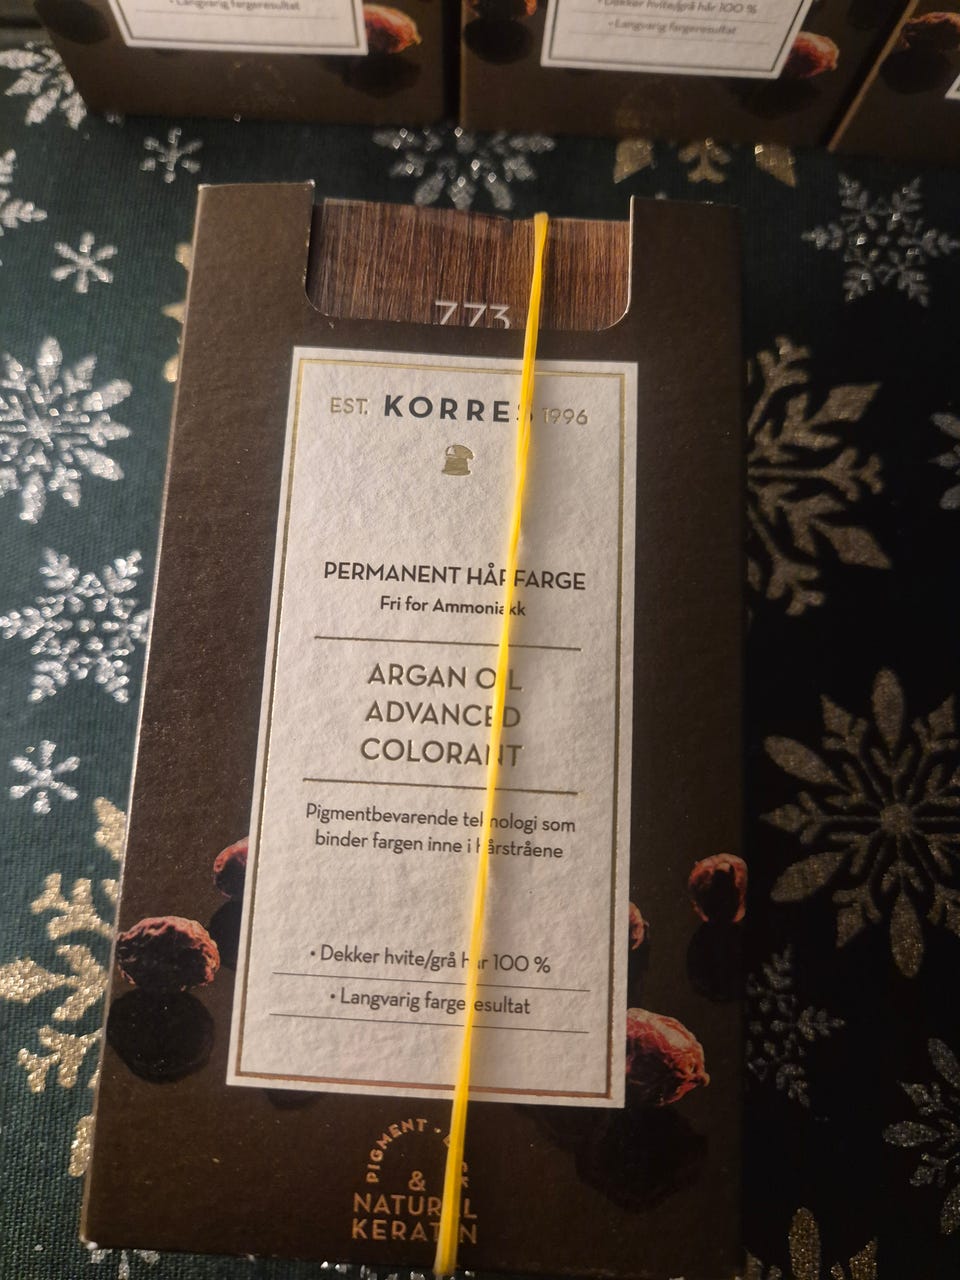 • Langvarig fargeresultat
• Dekker hvite/grå hår 100 %
• Langvarig fargeresultat
773
EST. KORRES 1996
PERMANENT HÅRFARGE
Fri for Ammoniakk
ARGAN OIL
ADVANCED
COLORANT
Pigmentbevarende teknologi som
binder fargen inne i hårstråene
• Dekker hvite/grå hår 100 %
• Langvarig fargeresultat
PIGMENT •
&
NATURAL
KERATIN